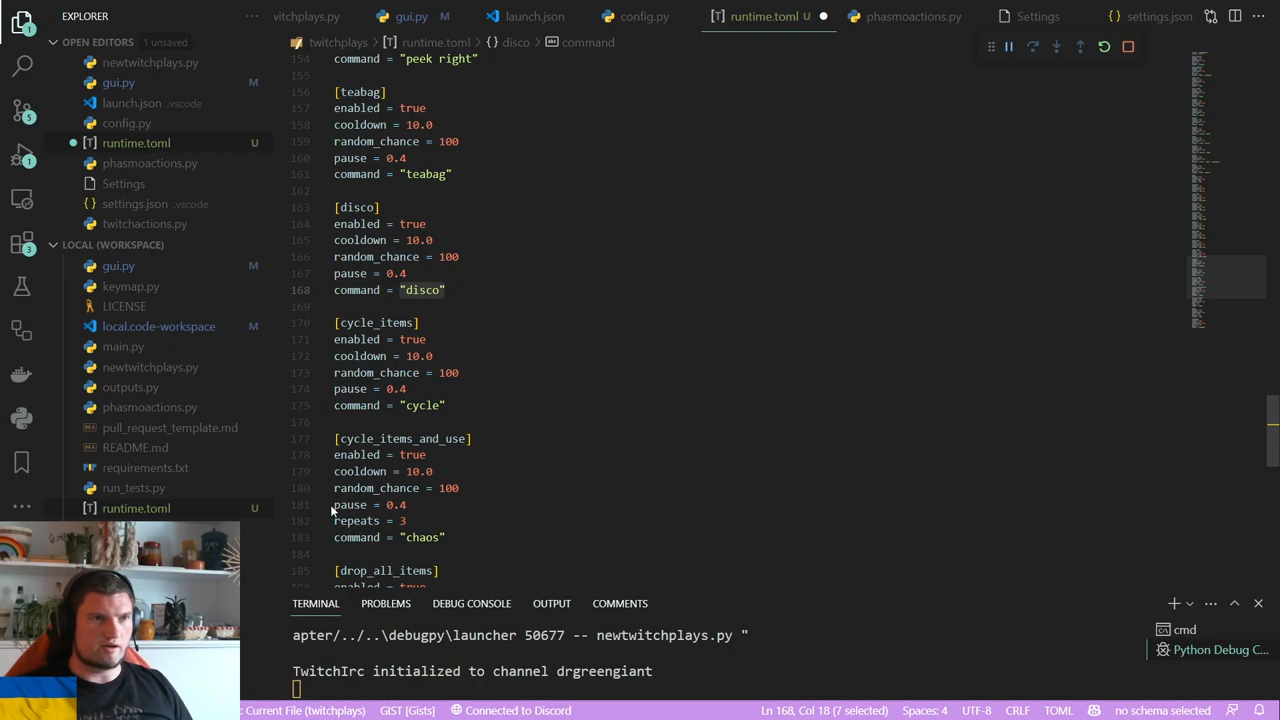 EXPLORER
OPEN EDITORS 1 unsaved
newtwitchplays.py
gui.py M
launch.json .vscode
config.py
runtime.toml U
phasmoactions.py
Settings
settings.json .vscode
twitchactions.py
LOCAL (WORKSPACE)
gui.py M
keymap.py
LICENSE
local.code-workspace M
main.py
newtwitchplays.py
outputs.py
phasmoactions.py
pull_request_template.md
README.md
requirements.txt
run_tests.py
runtime.toml U
vitchplays.py gui.py M launch.json config.py runtime.toml U phasmoactions.py Settings settings.json
twitchplays > runtime.toml > disco > command
154 command = "peek right"
155
156 [teabag]
157 enabled = true
158 cooldown = 10.0
159 random_chance = 100
160 pause = 0.4
161 command = "teabag"
162
163 [disco]
164 enabled = true
165 cooldown = 10.0
166 random_chance = 100
167 pause = 0.4
168 command = "disco"
169
170 [cycle_items]
171 enabled = true
172 cooldown = 10.0
173 random_chance = 100
174 pause = 0.4
175 command = "cycle"
176
177 [cycle_items_and_use]
178 enabled = true
179 cooldown = 10.0
180 random_chance = 100
181 pause = 0.4
182 repeats = 3
183 command = "chaos"
184
185 [drop_all_items]
186 enabled = true
TERMINAL PROBLEMS DEBUG CONSOLE OUTPUT COMMENTS
apter/../..\debugpy\launcher 50677 -- newtwitchplays.py "
TwitchIrc initialized to channel drgreengiant
cmd
Python Debug C...
: Current File (twitchplays) GIST [Gists] Connected to Discord Ln 168, Col 18 (7 selected) Spaces: 4 UTF-8 CRLF TOML no schema selected